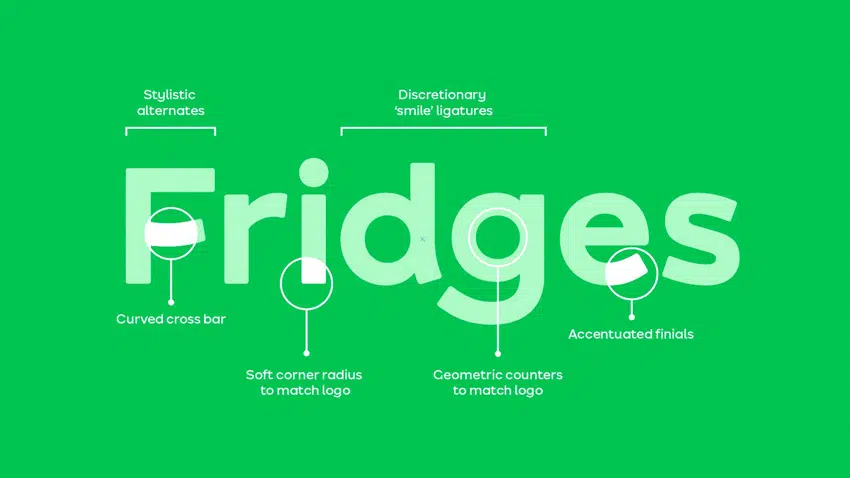 Stylistic
alternates
Discretionary
‘smile’ ligatures
Fridges
Curved cross bar
Accentuated finials
Soft corner radius
to match logo
Geometric counters
to match logo